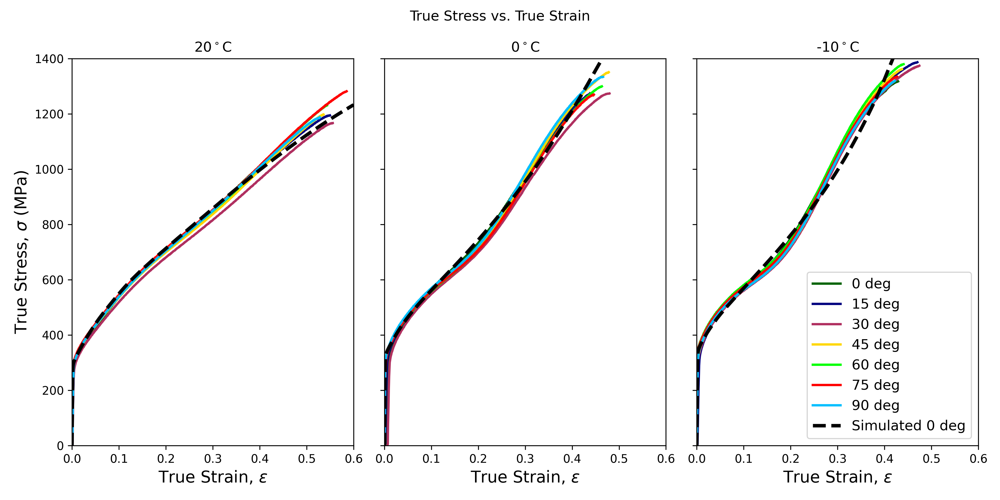 True Stress vs. True Strain
20°C
0°C
-10°C
1400
1200
1000
800
600
400
200
0
True Stress, σ (MPa)
0.0 0.1 0.2 0.3 0.4 0.5 0.6
0.0 0.1 0.2 0.3 0.4 0.5 0.6
0.0 0.1 0.2 0.3 0.4 0.5 0.6
True Strain, ε
True Strain, ε
True Strain, ε
0 deg
15 deg
30 deg
45 deg
60 deg
75 deg
90 deg
Simulated 0 deg